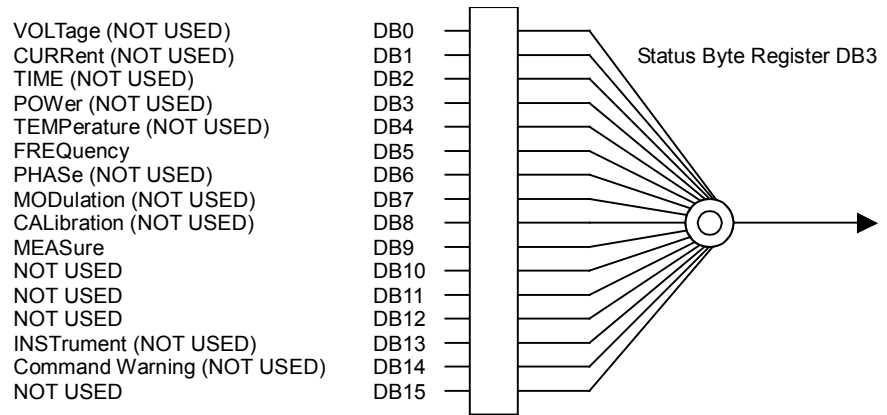 VOLTage (NOT USED) DB0
CURRent (NOT USED) DB1 Status Byte Register DB3
TIME (NOT USED) DB2
POWer (NOT USED) DB3
TEMPerature (NOT USED) DB4
FREQuency DB5
PHASe (NOT USED) DB6
MODulation (NOT USED) DB7
CALibration (NOT USED) DB8
MEASure DB9
NOT USED DB10
NOT USED DB11
NOT USED DB12
INSTrument (NOT USED) DB13
Command Warning (NOT USED) DB14
NOT USED DB15